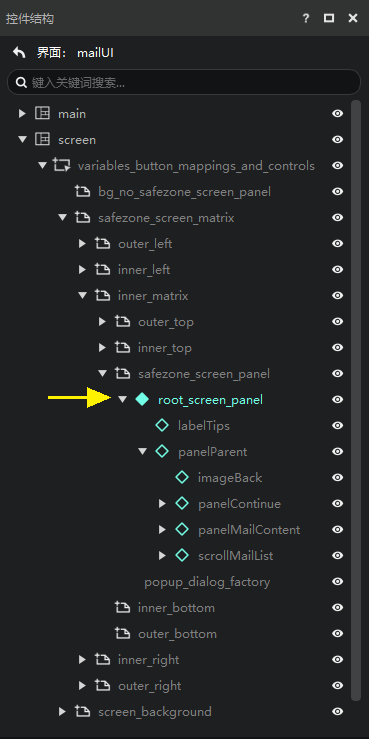 控件结构 ?
界面： mailUI
键入关键词搜索...
main
screen
variables_button_mappings_and_controls
bg_no_safezone_screen_panel
safezone_screen_matrix
outer_left
inner_left
inner_matrix
outer_top
inner_top
safezone_screen_panel
root_screen_panel
labelTips
panelParent
imageBack
panelContinue
panelMailContent
scrollMailList
popup_dialog_factory
inner_bottom
outer_bottom
inner_right
outer_right
screen_background